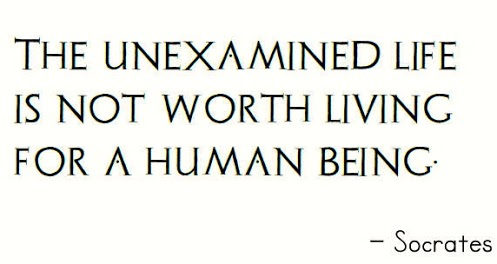 THE UNEXAMINED LIFE
IS NOT WORTH LIVING
FOR A HUMAN BEING.
– Socrates